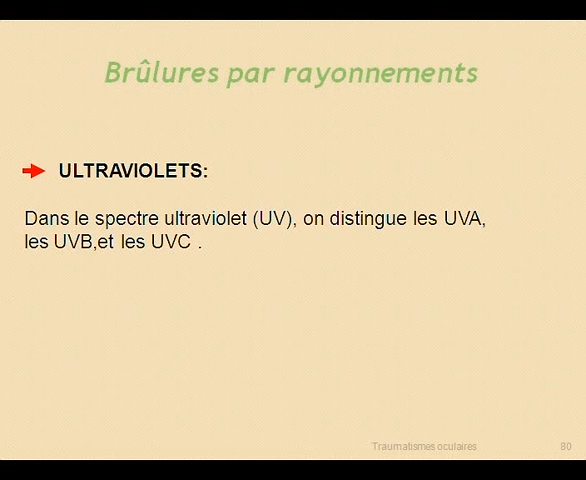 Brûlures par rayonnements
ULTRAVIOLETS:
Dans le spectre ultraviolet (UV), on distingue les UVA,
les UVB,et les UVC .
Traumatismes oculaires 80